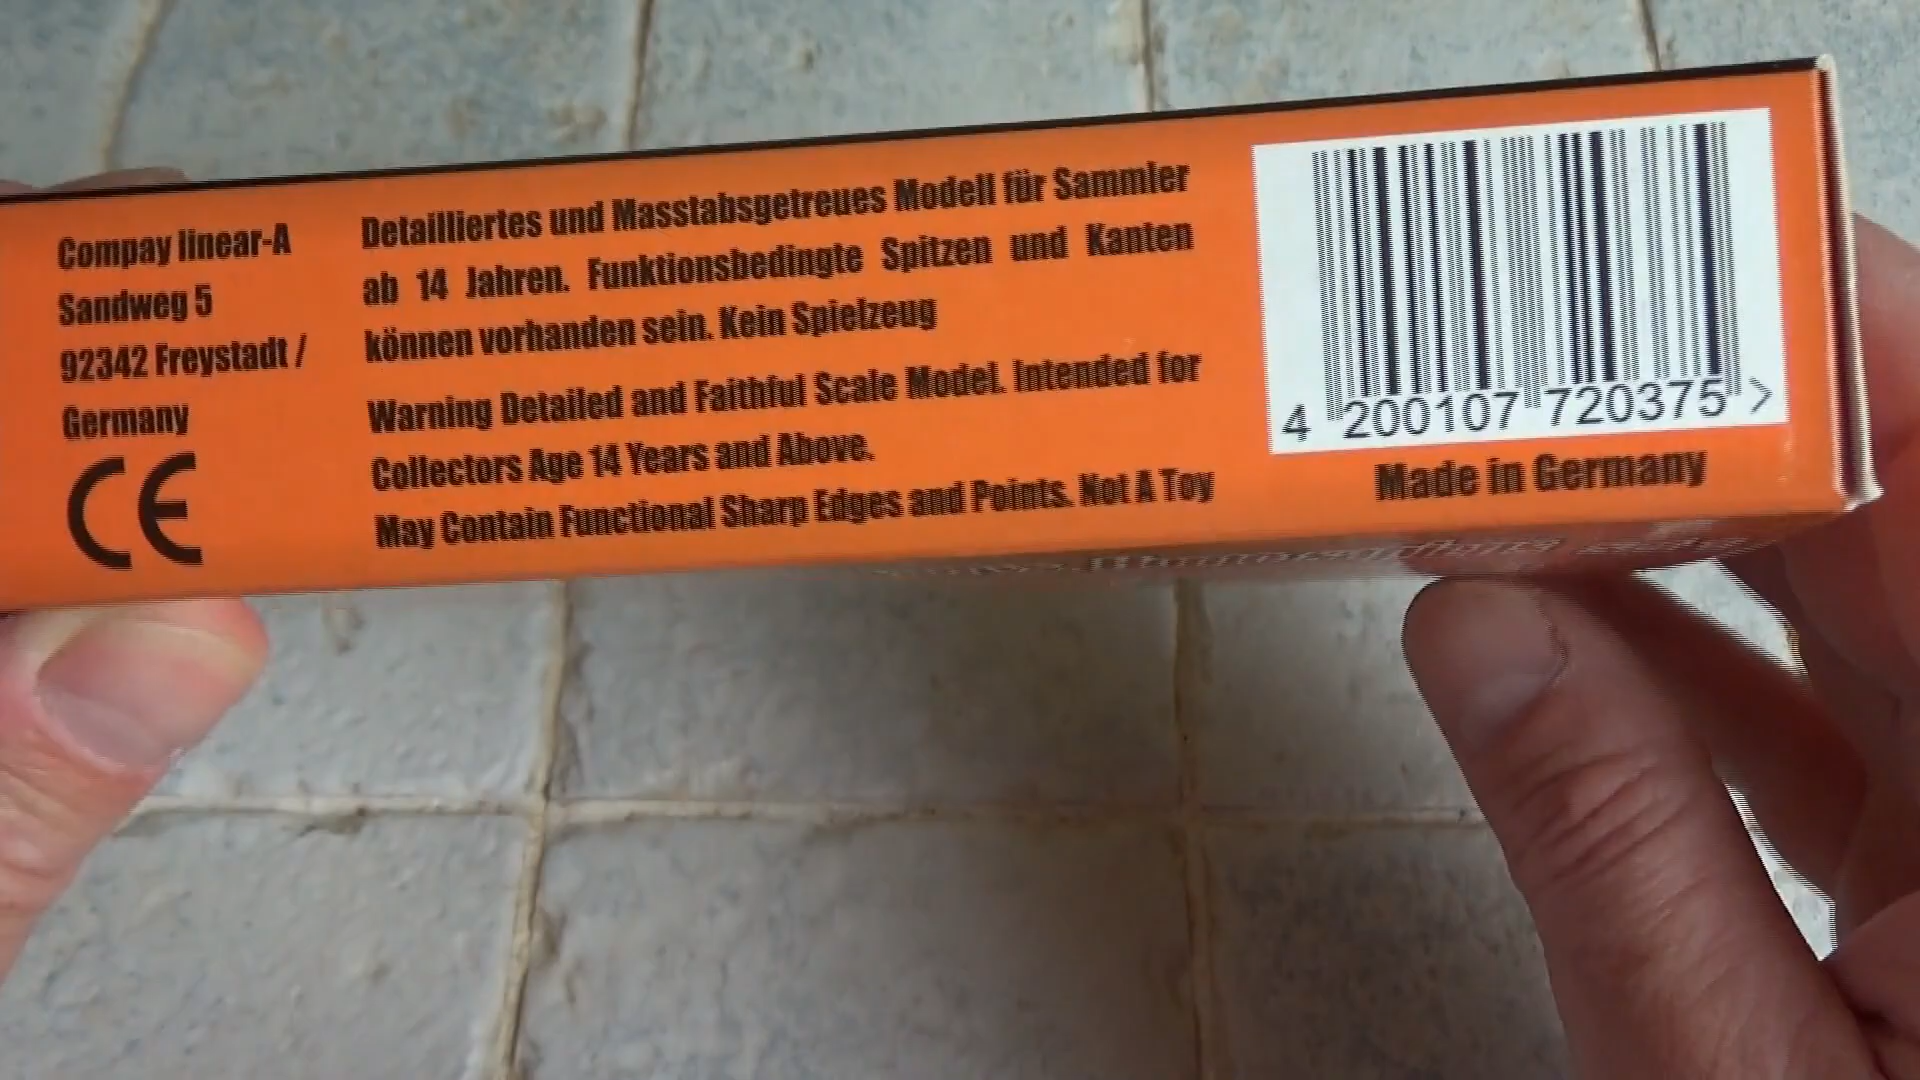 Compay linear-A
Sandweg 5
92342 Freystadt /
Germany
CE
Detailliertes und Masstabsgetreues Modell für Sammler
ab 14 Jahren. Funktionsbedingte Spitzen und Kanten
können vorhanden sein. Kein Spielzeug
Warning Detailed and Faithful Scale Model. Intended for
Collectors Age 14 Years and Above.
May Contain Functional Sharp Edges and Points. Not A Toy
4 200107 720375 >
Made in Germany